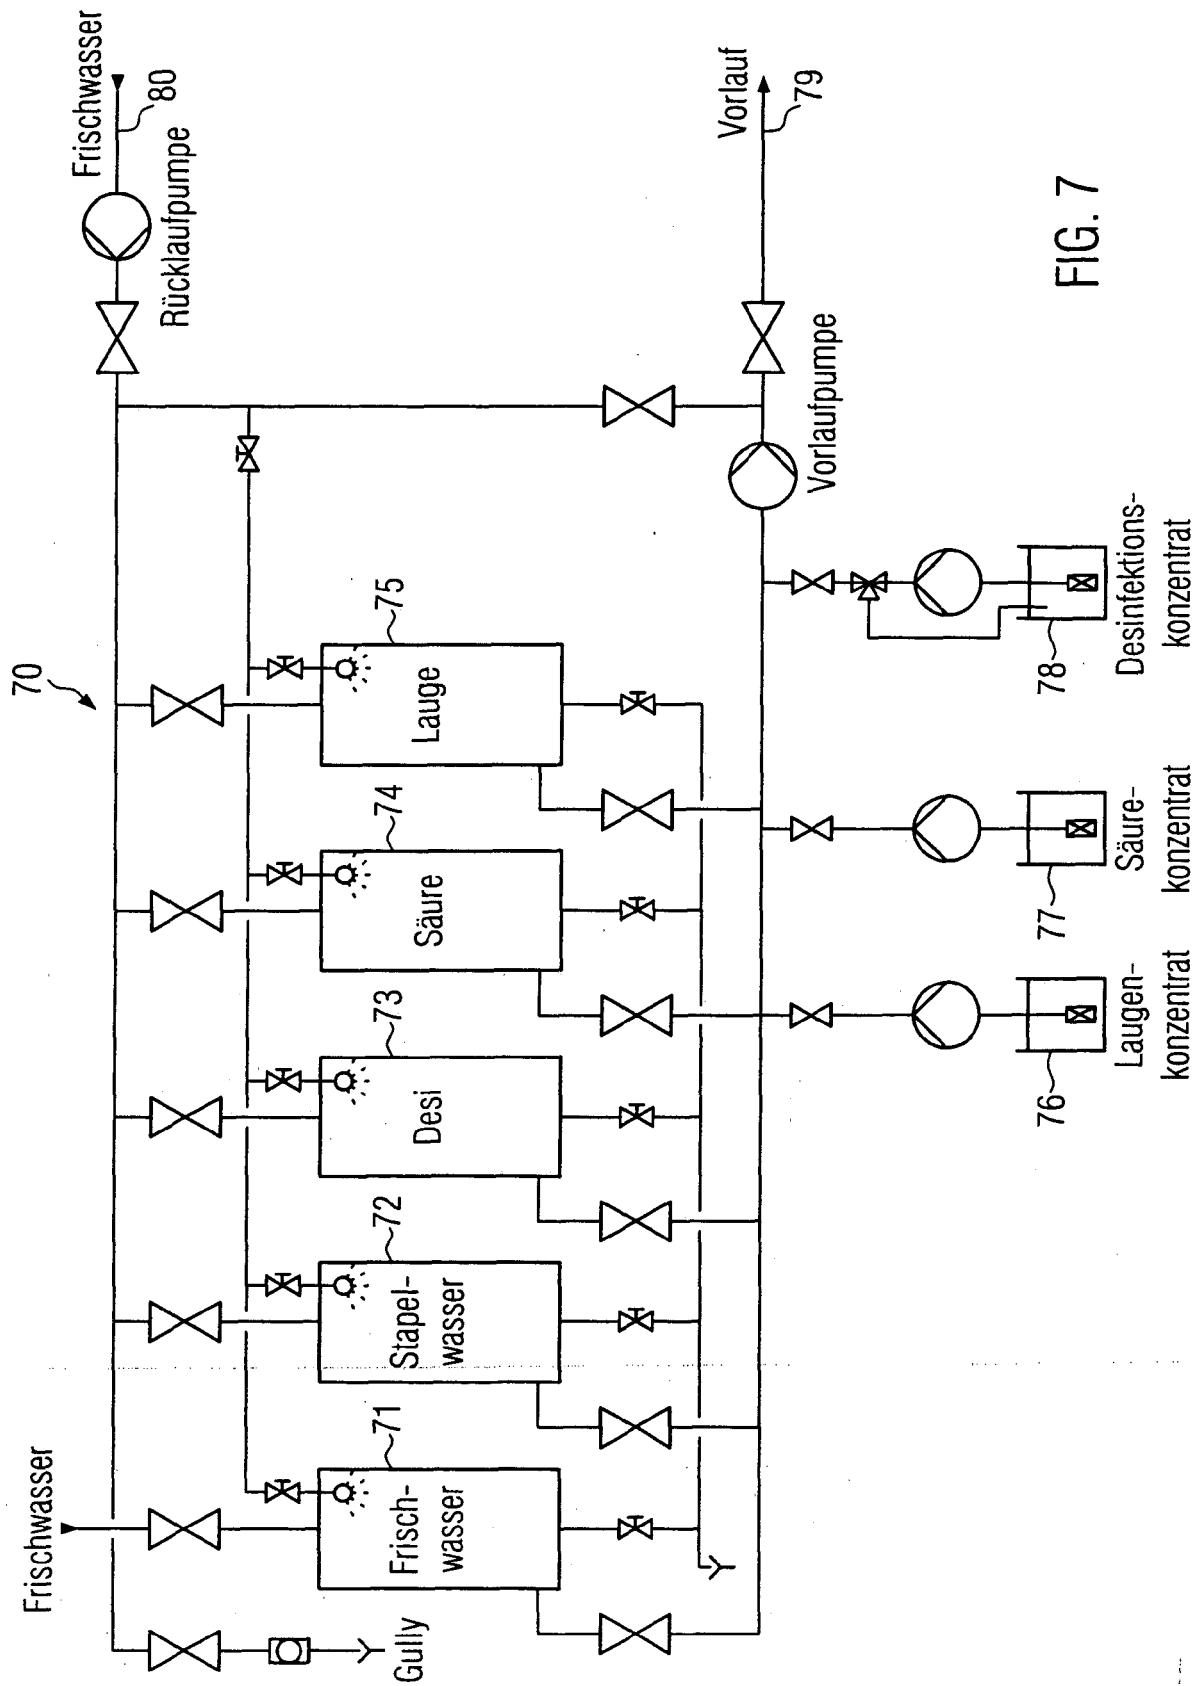 70
Frischwasser
Frischwasser
80
Rücklaufpumpe
Gully
Frisch-
wasser
71
Stapel-
wasser
72
Desi
73
Säure
74
Lauge
75
Vorlauf
79
Vorlaufpumpe
76
Laugen-
konzentrat
77
Säure-
konzentrat
78
Desinfektions-
konzentrat
FIG. 7